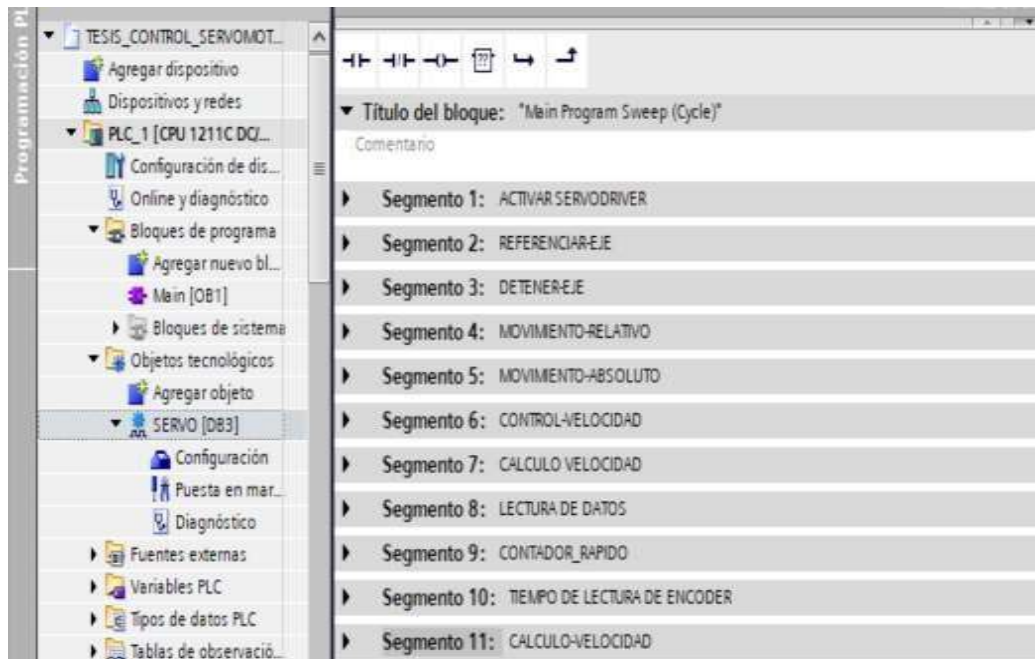 Programación PL
TESIS_CONTROL_SERVOMOT...
Agregar dispositivo
Dispositivos y redes
PLC_1 [CPU 1211C DC/...
Configuración de dis...
Online y diagnóstico
Bloques de programa
Agregar nuevo bl...
Main [OB1]
Bloques de sistema
Objetos tecnológicos
Agregar objeto
SERVO [DB3]
Configuración
Puesta en mar...
Diagnóstico
Fuentes externas
Variables PLC
Tipos de datos PLC
Tablas de observació...
??
Título del bloque: "Main Program Sweep (Cycle)"
Comentario
Segmento 1: ACTIVAR SERVODRIVER
Segmento 2: REFERENCIAR-EJE
Segmento 3: DETENER-EJE
Segmento 4: MOVIMIENTO-RELATIVO
Segmento 5: MOVIMIENTO-ABSOLUTO
Segmento 6: CONTROL-VELOCIDAD
Segmento 7: CALCULO VELOCIDAD
Segmento 8: LECTURA DE DATOS
Segmento 9: CONTADOR_RAPIDO
Segmento 10: TIEMPO DE LECTURA DE ENCODER
Segmento 11: CALCULO-VELOCIDAD